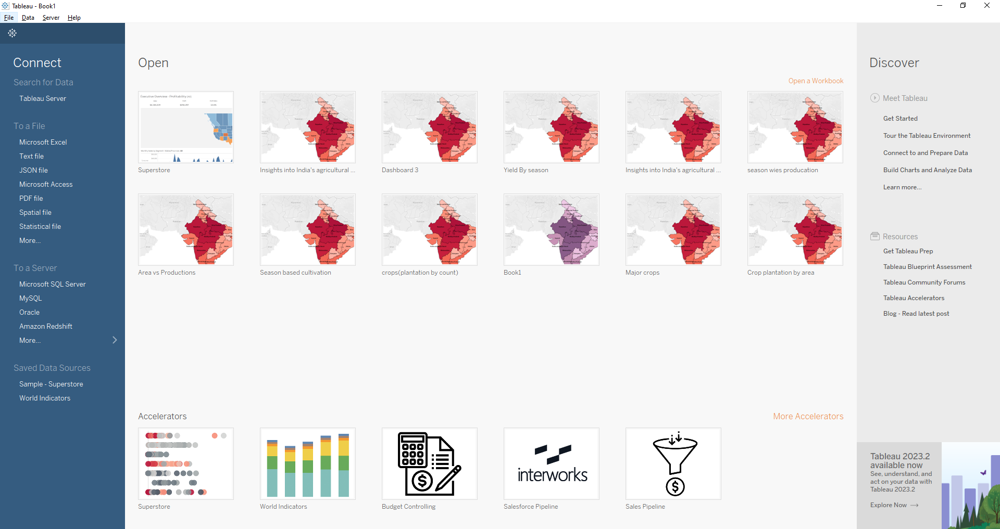 Tableau - Book1
File Data Server Help
Connect
Search for Data
Tableau Server
To a File
Microsoft Excel
Text file
JSON file
Microsoft Access
PDF file
Spatial file
Statistical file
More...
To a Server
Microsoft SQL Server
MySQL
Oracle
Amazon Redshift
More...
Saved Data Sources
Sample - Superstore
World Indicators
Open
Open a Workbook
Executive Overview - Profitability (All)
Superstore
Insights into India's agricultural ...
Dashboard 3
Yield By season
Insights into India's agricultural ...
season wies producation
Area vs Productions
Season based cultivation
crops(plantation by count)
Book1
Major crops
Crop plantation by area
Accelerators
More Accelerators
Superstore
World Indicators
Budget Controlling
interworks
Salesforce Pipeline
Sales Pipeline
Discover
Meet Tableau
Get Started
Tour the Tableau Environment
Connect to and Prepare Data
Build Charts and Analyze Data
Learn more...
Resources
Get Tableau Prep
Tableau Blueprint Assessment
Tableau Community Forums
Tableau Accelerators
Blog - Read latest post
Tableau 2023.2
available now
See, understand, and
act on your data with
Tableau 2023.2
Explore Now